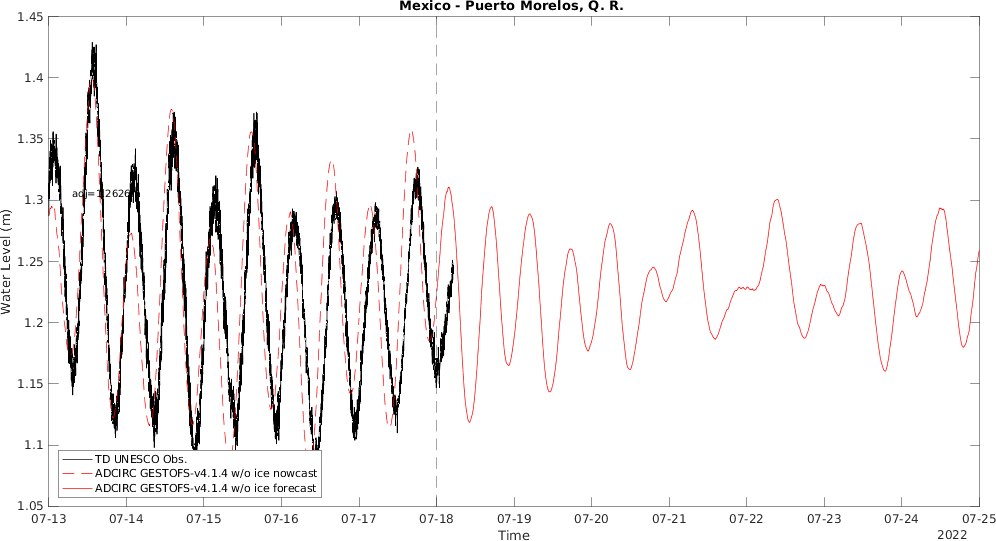 Mexico - Puerto Morelos, Q. R.
1.45
1.4
1.35
1.3
1.25
1.2
1.15
1.1
1.05
Water Level (m)
adj=1.2626
TD UNESCO Obs.
ADCIRC GESTOFS-v4.1.4 w/o ice nowcast
ADCIRC GESTOFS-v4.1.4 w/o ice forecast
07-13 07-14 07-15 07-16 07-17 07-18 07-19 07-20 07-21 07-22 07-23 07-24 07-25
Time
2022